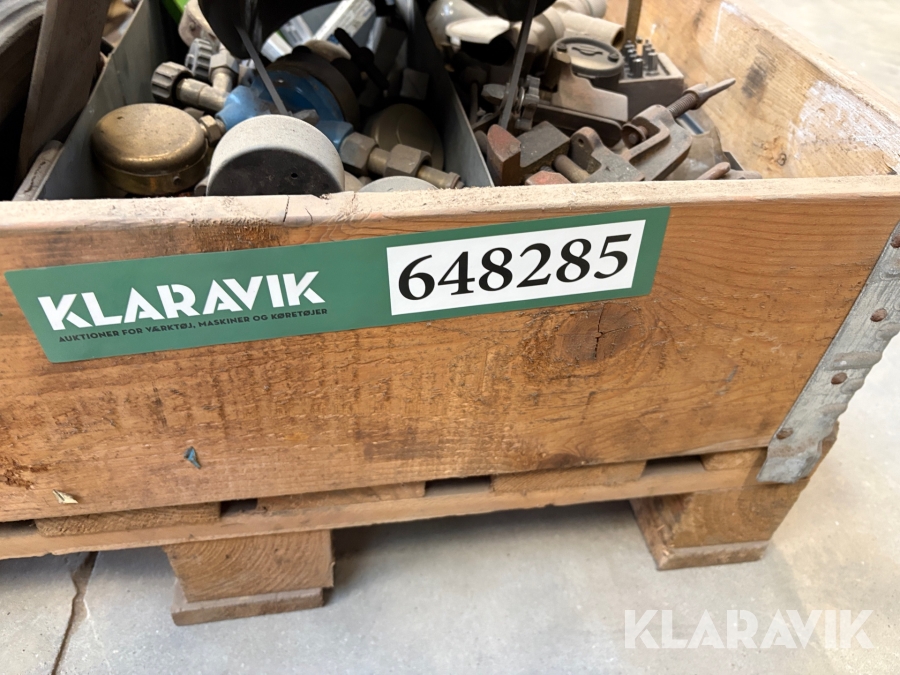 KLARAVIK
AUKTIONER FOR VÆRKTØJ, MASKINER OG KØRETØJER
648285
KLARAVIK